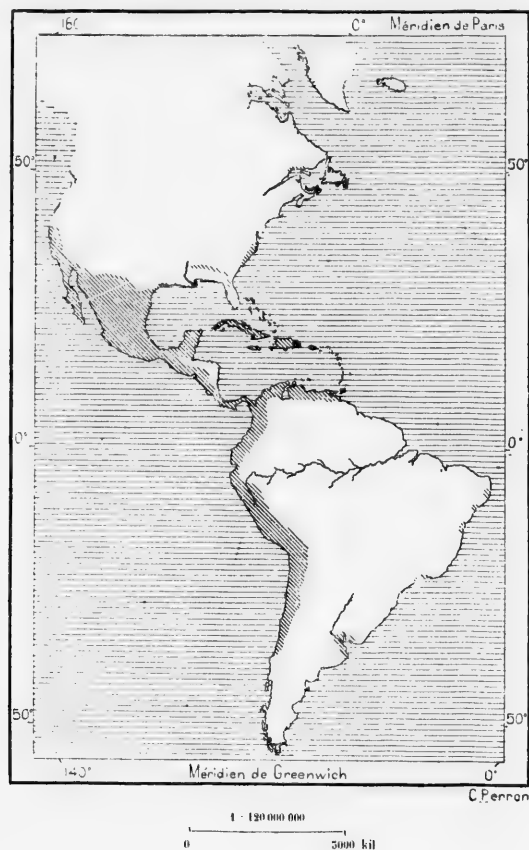 160 0° Méridien de Paris
50° 50°
0° 0°
50° 50°
140° Méridien de Greenwich 0°
C. Perron
1 : 120 000 000
0 5000 kil